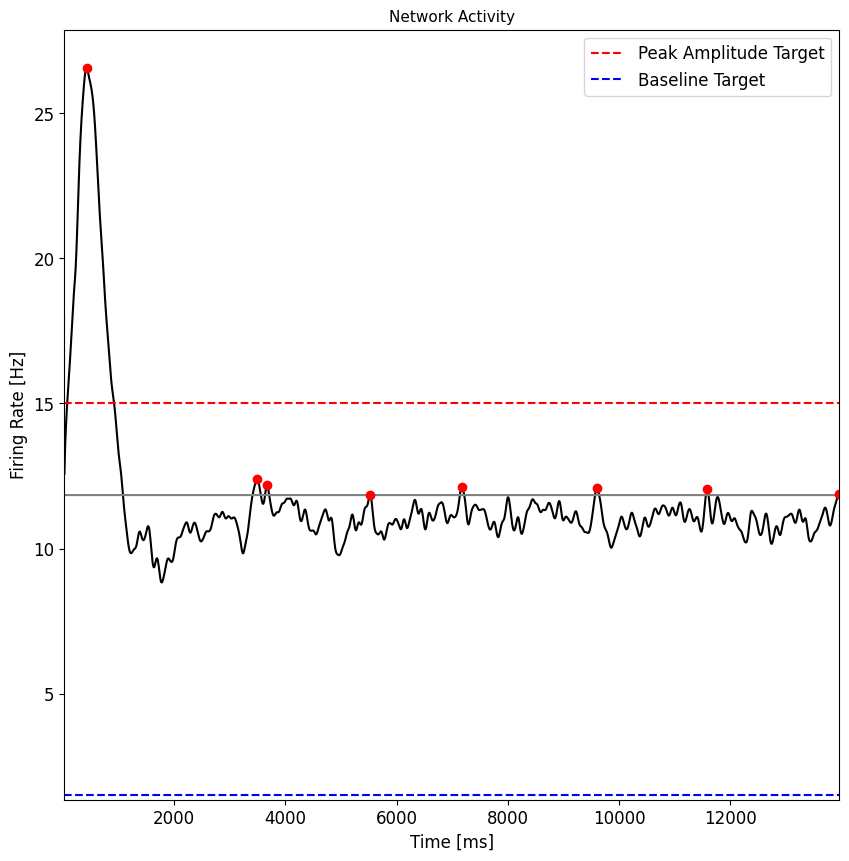 Network Activity
Peak Amplitude Target
Baseline Target
Firing Rate [Hz]
25
20
15
10
5
2000
4000
6000
8000
10000
12000
Time [ms]